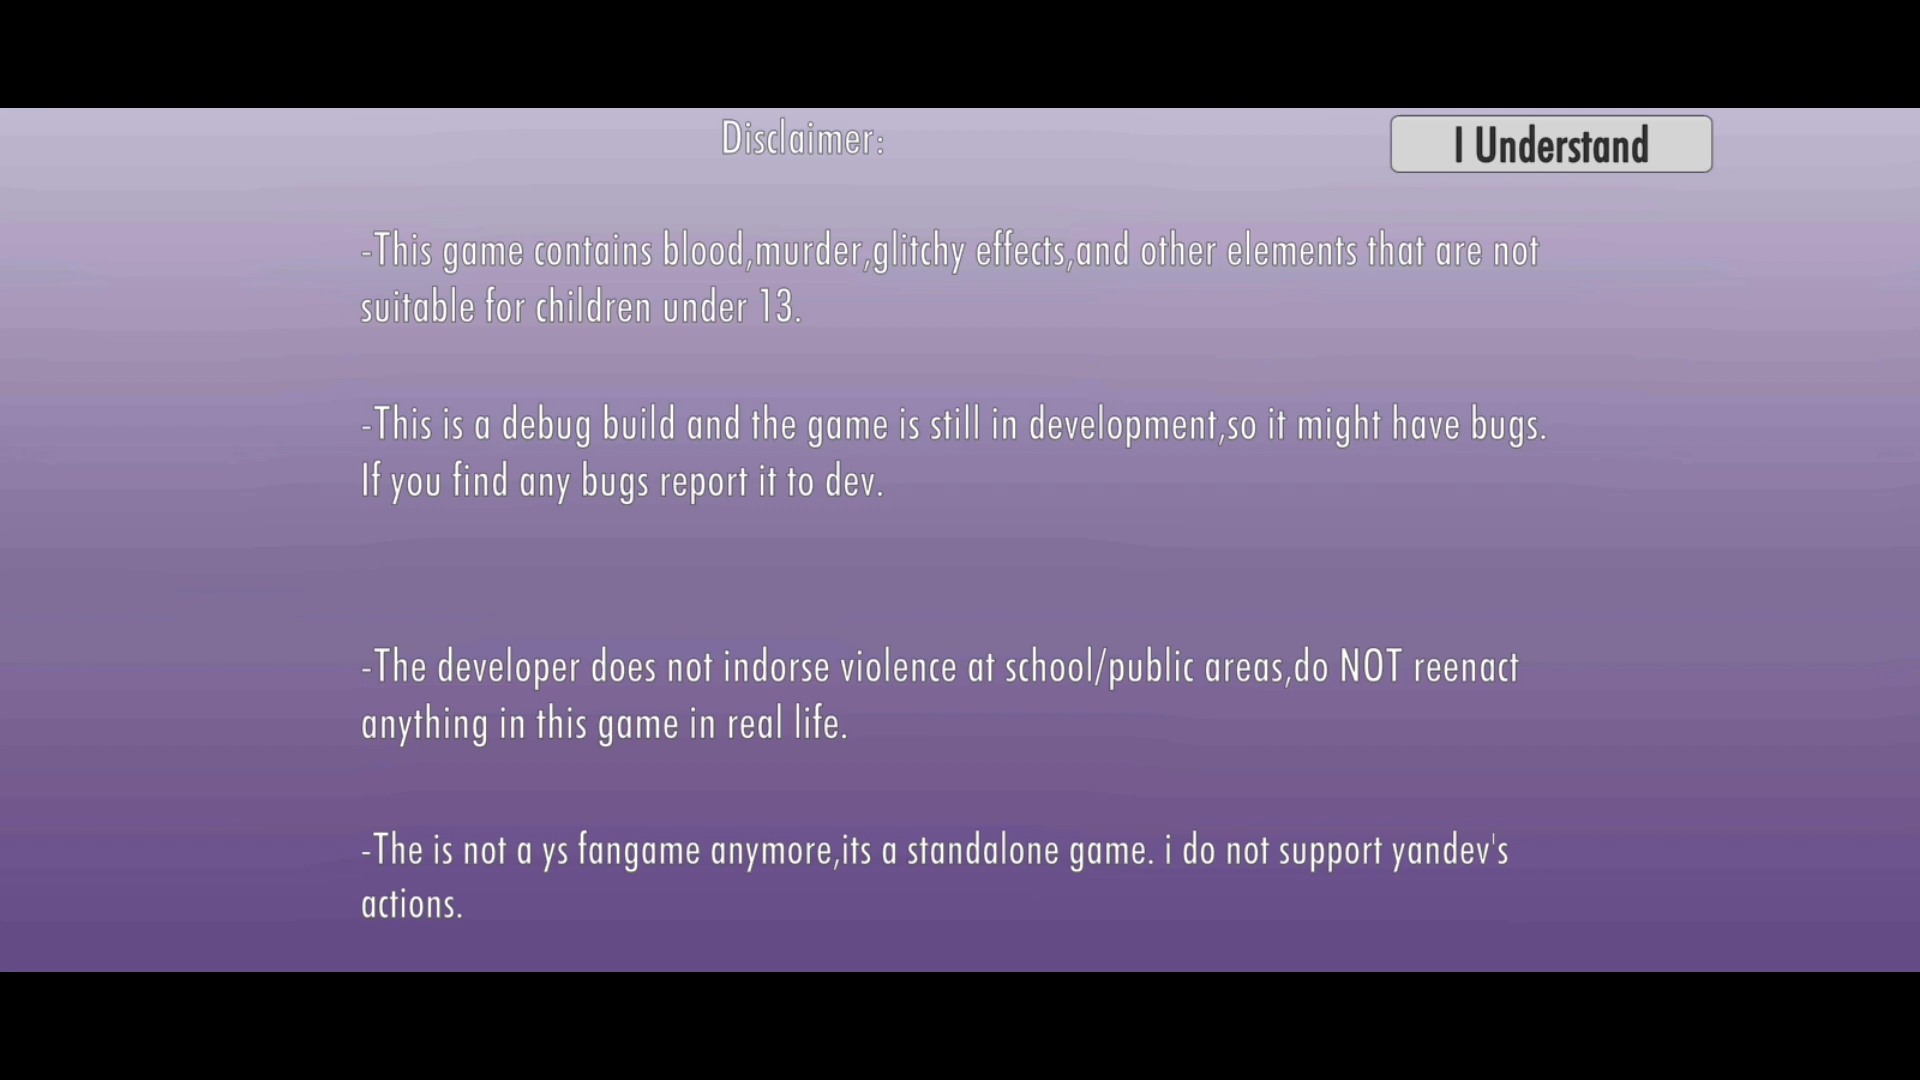 Disclaimer:
I Understand
-This game contains blood,murder,glitchy effects,and other elements that are not
suitable for children under 13.
-This is a debug build and the game is still in development,so it might have bugs.
If you find any bugs report it to dev.
-The developer does not indorse violence at school/public areas,do NOT reenact
anything in this game in real life.
-The is not a ys fangame anymore,its a standalone game. i do not support yandev's
actions.